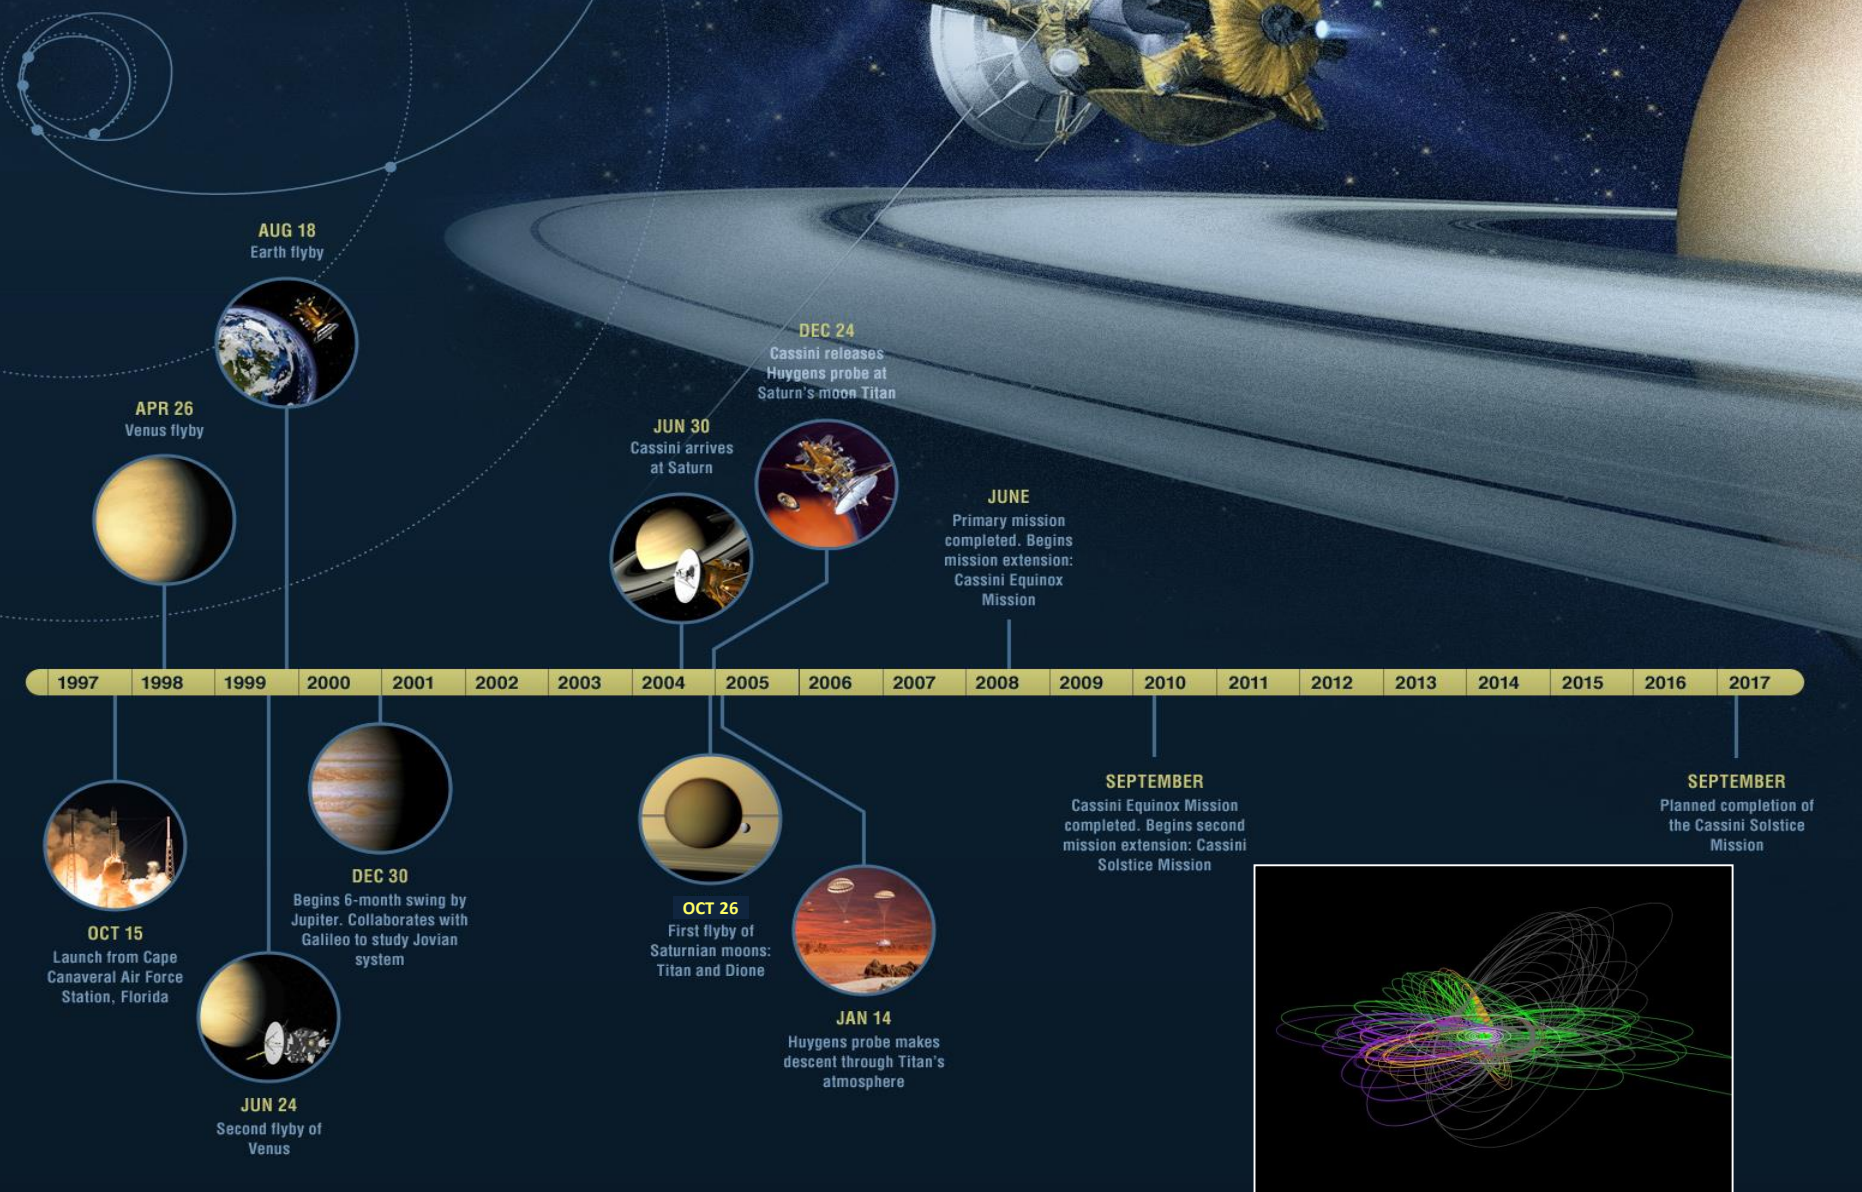 AUG 18
Earth flyby
DEC 24
Cassini releases
Huygens probe at
Saturn's moon Titan
APR 26
Venus flyby
JUN 30
Cassini arrives
at Saturn
JUNE
Primary mission
completed. Begins
mission extension:
Cassini Equinox
Mission
1997 1998 1999 2000 2001 2002 2003 2004 2005 2006 2007 2008 2009 2010 2011 2012 2013 2014 2015 2016 2017
OCT 15
Launch from Cape
Canaveral Air Force
Station, Florida
JUN 24
Second flyby of
Venus
DEC 30
Begins 6-month swing by
Jupiter. Collaborates with
Galileo to study Jovian
system
OCT 26
First flyby of
Saturnian moons:
Titan and Dione
JAN 14
Huygens probe makes
descent through Titan's
atmosphere
SEPTEMBER
Cassini Equinox Mission
completed. Begins second
mission extension: Cassini
Solstice Mission
SEPTEMBER
Planned completion of
the Cassini Solstice
Mission